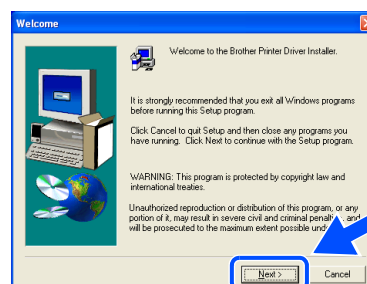 Welcome
Welcome to the Brother Printer Driver Installer.
It is strongly recommended that you exit all Windows programs
before running this Setup program.
Click Cancel to quit Setup and then close any programs you
have running. Click Next to continue with the Setup program.
WARNING: This program is protected by copyright law and
international treaties.
Unauthorized reproduction or distribution of this program, or any
portion of it, may result in severe civil and criminal and
will be prosecuted to the maximum extent possible
Next >
Cancel